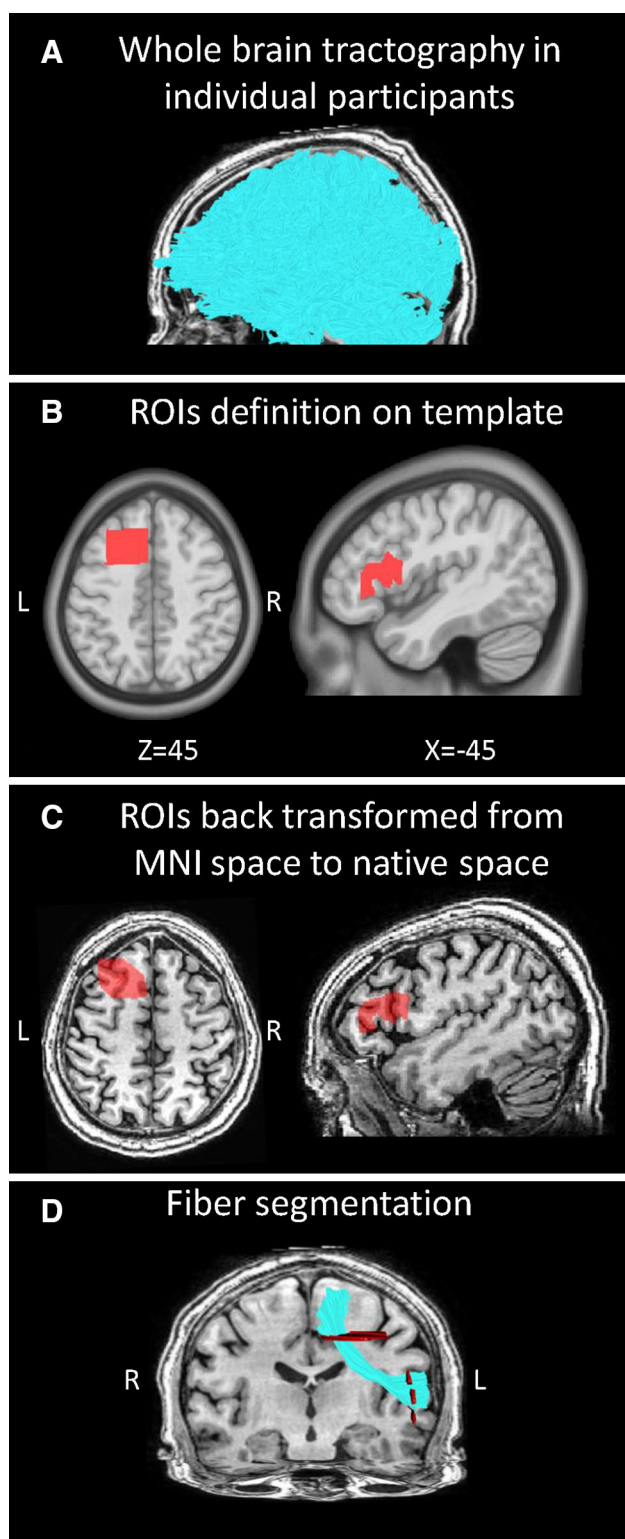 A
Whole brain tractography in
individual participants
B
ROIs definition on template
L
R
Z=45
X=-45
C
ROIs back transformed from
MNI space to native space
L
R
D
Fiber segmentation
R
L